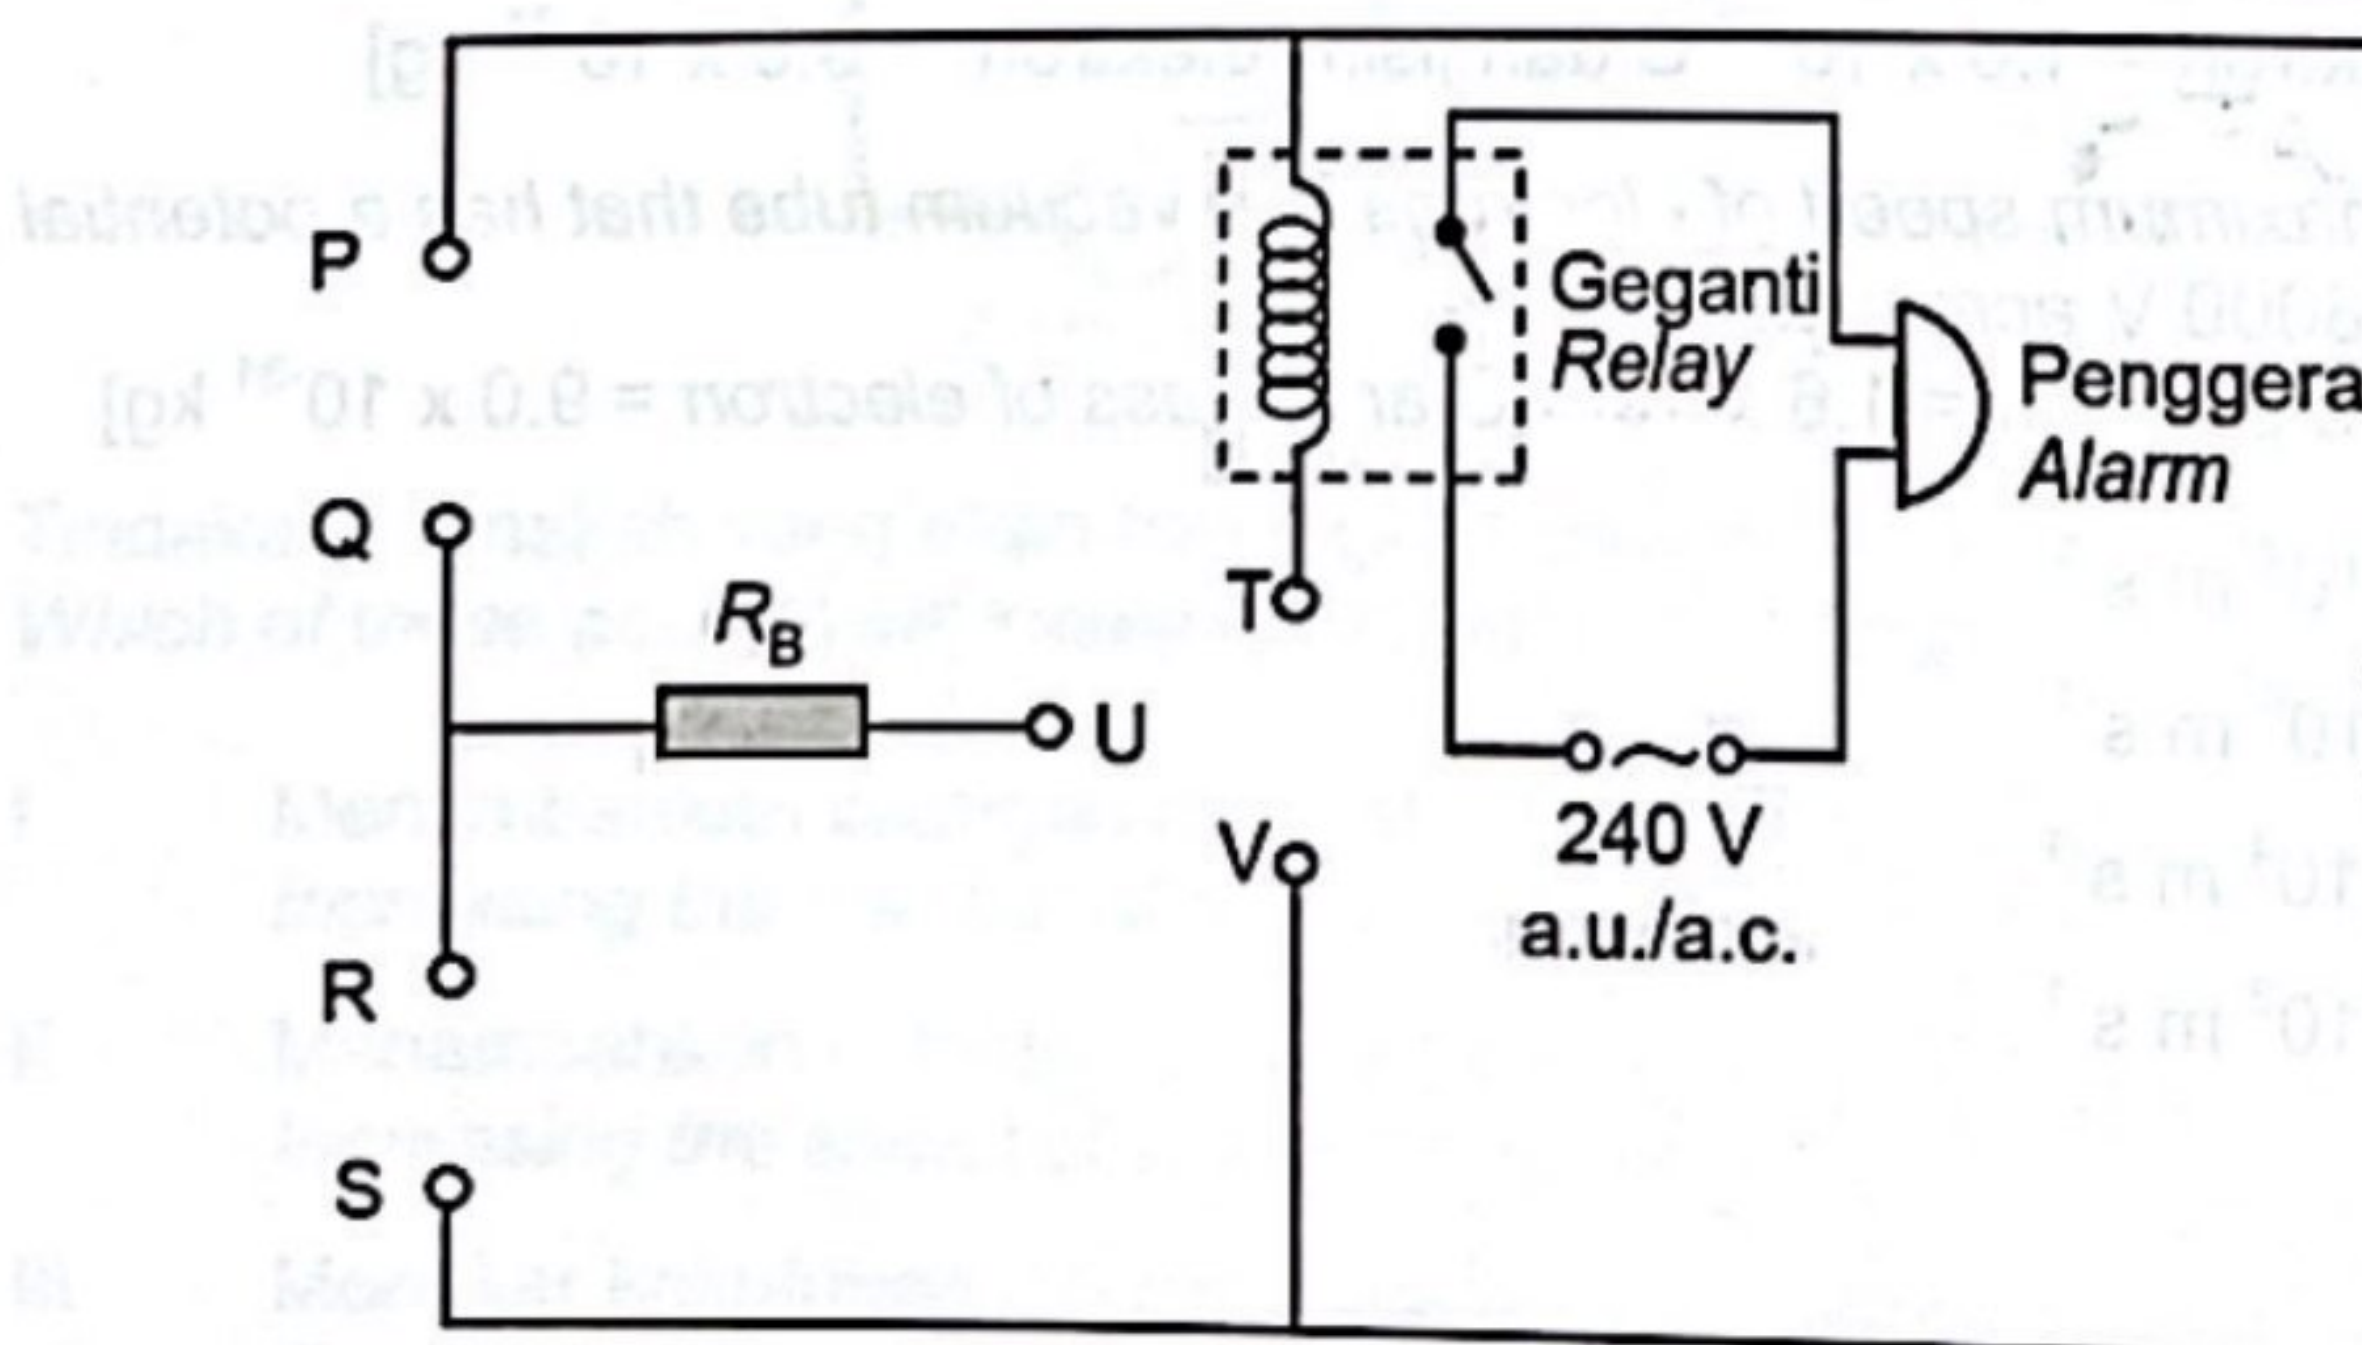 P
Q
R_B
U
R
S
T
V
Geganti
Relay
Penggera
Alarm
240 V
a.u./a.c.